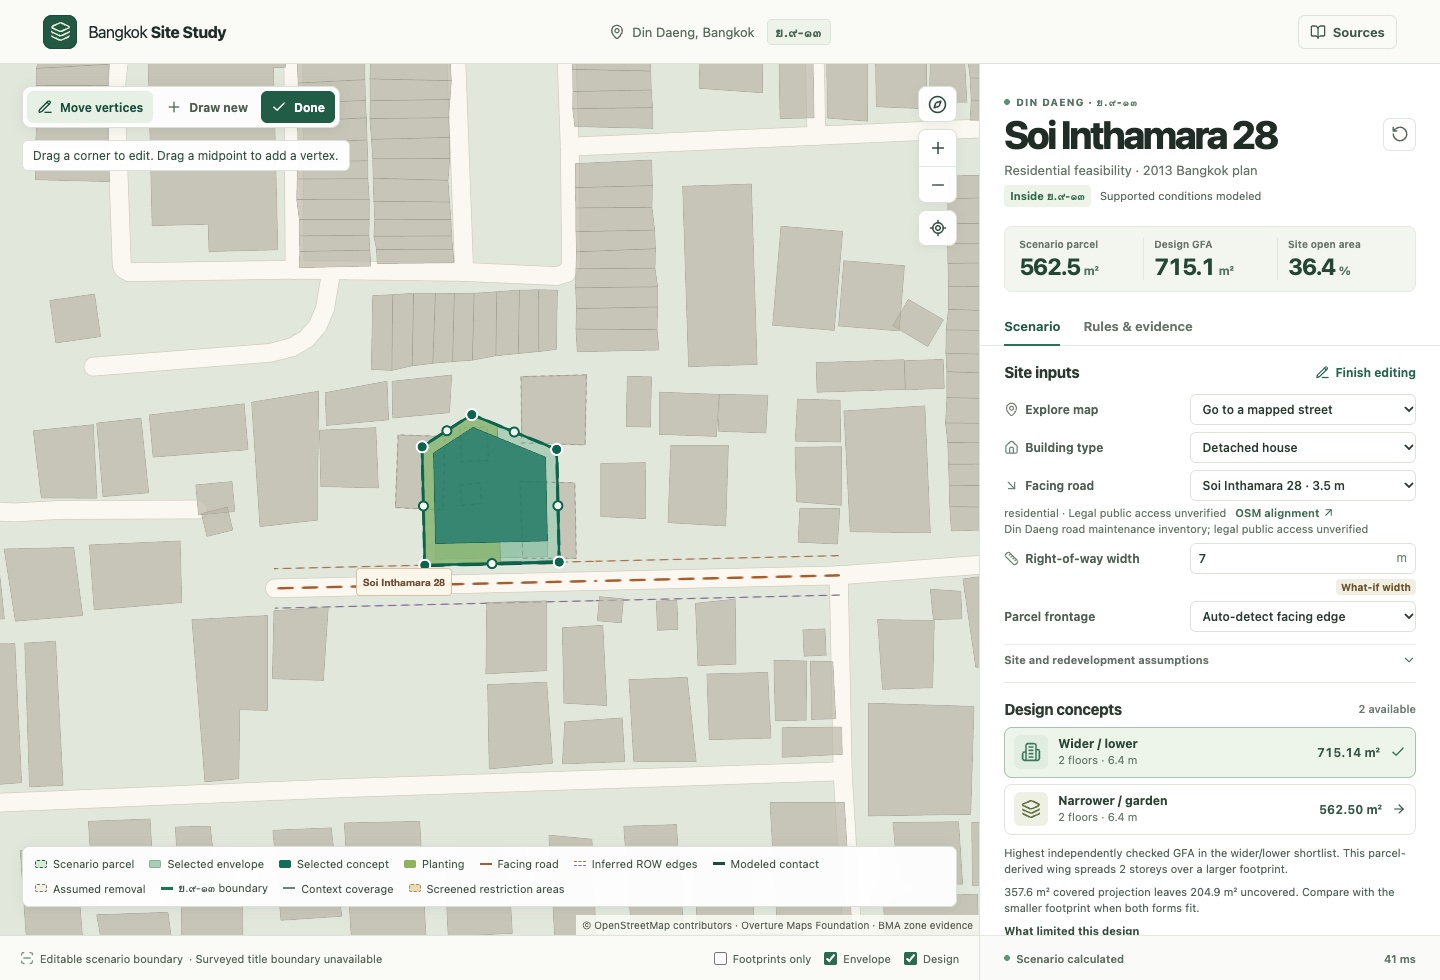 Bangkok Site Study
Din Daeng, Bangkok
ย.๙-๑๓
Sources
Move vertices
Draw new
Done
Drag a corner to edit. Drag a midpoint to add a vertex.
Soi Inthamara 28
Scenario parcel
Selected envelope
Selected concept
Planting
Facing road
Inferred ROW edges
Modeled contact
Assumed removal
ย.๙-๑๓ boundary
Context coverage
Screened restriction areas
© OpenStreetMap contributors · Overture Maps Foundation · BMA zone evidence
Editable scenario boundary · Surveyed title boundary unavailable
Footprints only
Envelope
Design
DIN DAENG · ย.๙-๑๓
Soi Inthamara 28
Residential feasibility · 2013 Bangkok plan
Inside ย.๙-๑๓
Supported conditions modeled
Scenario parcel
562.5 m²
Design GFA
715.1 m²
Site open area
36.4 %
Scenario
Rules & evidence
Site inputs
Finish editing
Explore map
Go to a mapped street
Building type
Detached house
Facing road
Soi Inthamara 28 · 3.5 m
residential · Legal public access unverified OSM alignment ↗
Din Daeng road maintenance inventory; legal public access unverified
Right-of-way width
7 m
What-if width
Parcel frontage
Auto-detect facing edge
Site and redevelopment assumptions
Design concepts
2 available
Wider / lower
2 floors · 6.4 m
715.14 m²
Narrower / garden
2 floors · 6.4 m
562.50 m²
Highest independently checked GFA in the wider/lower shortlist. This parcel-
derived wing spreads 2 storeys over a larger footprint.
357.6 m² covered projection leaves 204.9 m² uncovered. Compare with the
smaller footprint when both forms fit.
What limited this design
Scenario calculated
41 ms